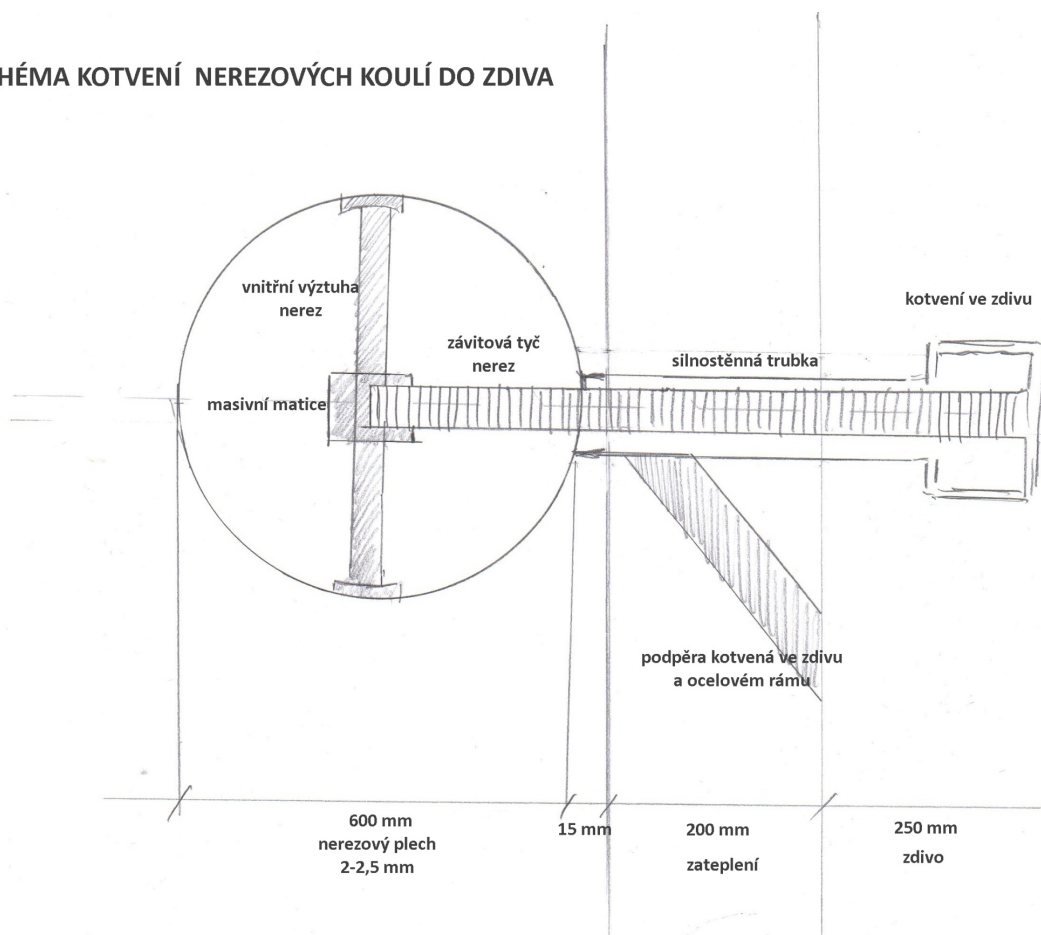 HÉMA KOTVENÍ NEREZOVÝCH KOULÍ DO ZDIVA
vnitřní výztuha
nerez
kotvení ve zdivu
závitová tyč
nerez
silnostěnná trubka
masivní matice
podpěra kotvená ve zdivu
a ocelovém rámu
600 mm
nerezový plech
2-2,5 mm
15 mm
200 mm
zateplení
250 mm
zdivo